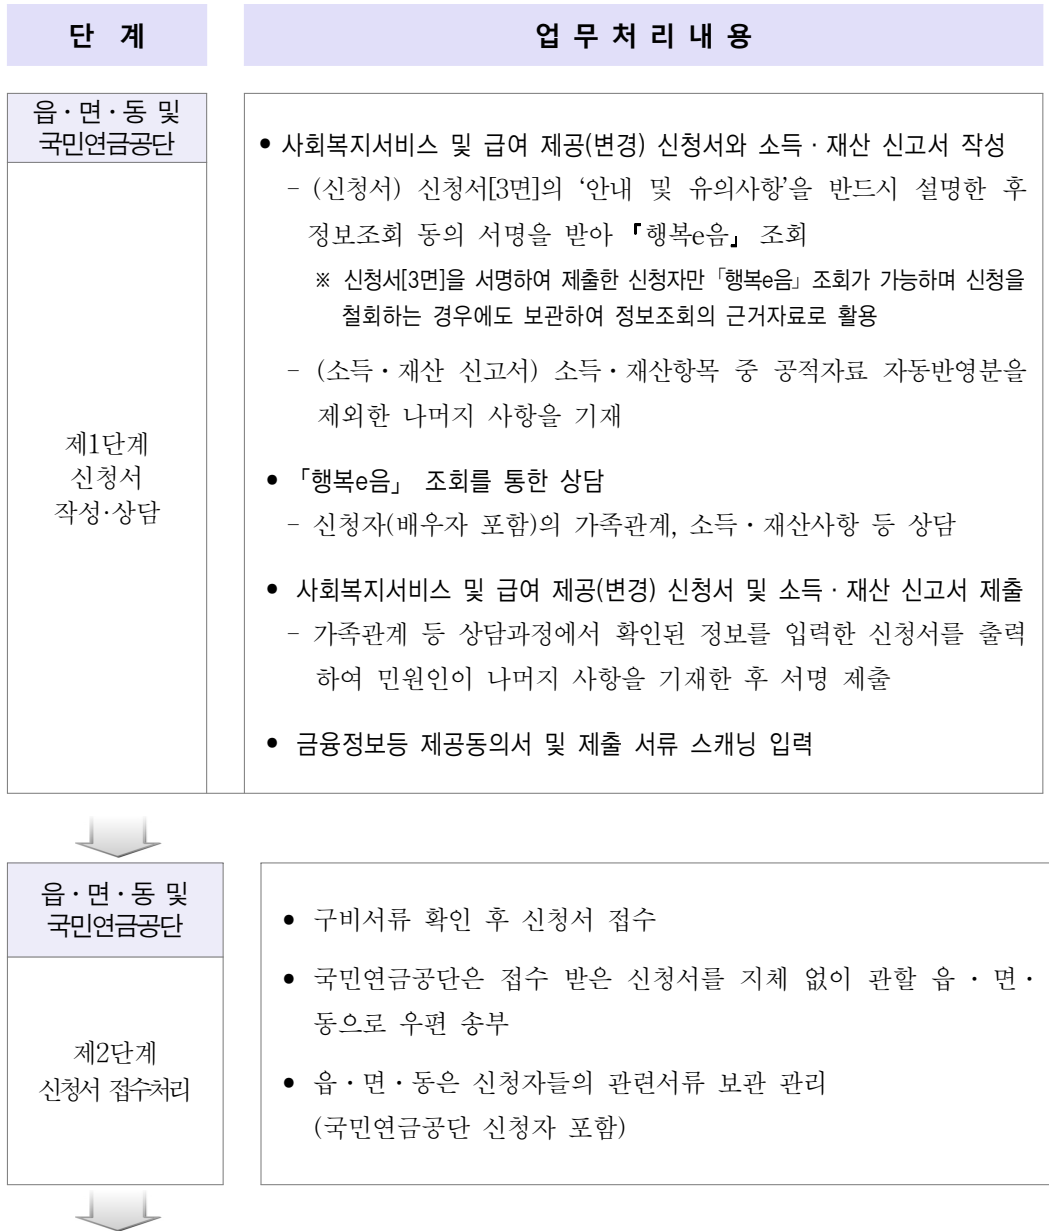 단 계
업 무 처 리 내 용
읍·면·동 및
국민연금공단
제1단계
신청서
작성·상담
• 사회복지서비스 및 급여 제공(변경) 신청서와 소득·재산 신고서 작성
- (신청서) 신청서[3면]의 ‘안내 및 유의사항’을 반드시 설명한 후
정보조회 동의 서명을 받아 『행복e음』 조회
※ 신청서[3면]을 서명하여 제출한 신청자만 「행복e음」 조회가 가능하며 신청을
철회하는 경우에도 보관하여 정보조회의 근거자료로 활용
- (소득·재산 신고서) 소득·재산항목 중 공적자료 자동반영분을
제외한 나머지 사항을 기재
• 「행복e음」 조회를 통한 상담
- 신청자(배우자 포함)의 가족관계, 소득·재산사항 등 상담
• 사회복지서비스 및 급여 제공(변경) 신청서 및 소득·재산 신고서 제출
- 가족관계 등 상담과정에서 확인된 정보를 입력한 신청서를 출력
하여 민원인이 나머지 사항을 기재한 후 서명 제출
• 금융정보등 제공동의서 및 제출 서류 스캐닝 입력
읍·면·동 및
국민연금공단
제2단계
신청서 접수처리
• 구비서류 확인 후 신청서 접수
• 국민연금공단은 접수 받은 신청서를 지체 없이 관할 읍·면·
동으로 우편 송부
• 읍·면·동은 신청자들의 관련서류 보관 관리
(국민연금공단 신청자 포함)